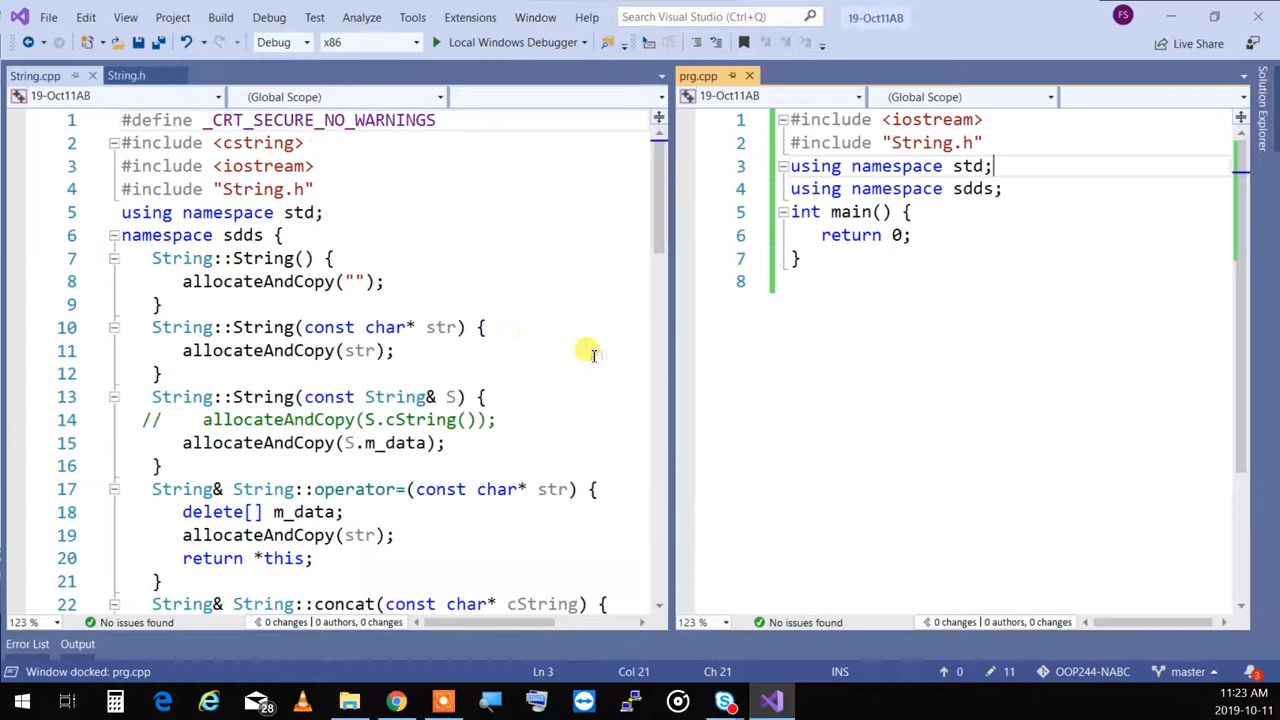 File Edit View Project Build Debug Test Analyze Tools Extensions Window Help Search Visual Studio (Ctrl+Q) 19-Oct11AB FS
Debug x86 Local Windows Debugger Live Share
String.cpp String.h prg.cpp
19-Oct11AB (Global Scope) 19-Oct11AB (Global Scope)
Solution Explorer
1 #define _CRT_SECURE_NO_WARNINGS
2 #include <cstring>
3 #include <iostream>
4 #include "String.h"
5 using namespace std;
6 namespace sdds {
7 String::String() {
8 allocateAndCopy("");
9 }
10 String::String(const char* str) {
11 allocateAndCopy(str);
12 }
13 String::String(const String& S) {
14 // allocateAndCopy(S.cString());
15 allocateAndCopy(S.m_data);
16 }
17 String& String::operator=(const char* str) {
18 delete[] m_data;
19 allocateAndCopy(str);
20 return *this;
21 }
22 String& String::concat(const char* cString) {
1 #include <iostream>
2 #include "String.h"
3 using namespace std;
4 using namespace sdds;
5 int main() {
6 return 0;
7 }
8
123 % No issues found 0 changes | 0 authors, 0 changes 123 % No issues found 0 changes | 0 authors, 0 changes
Error List Output
Window docked: prg.cpp Ln 3 Col 21 Ch 21 INS 0 11 OOP244-NABC master 3
28
11:23 AM
2019-10-11